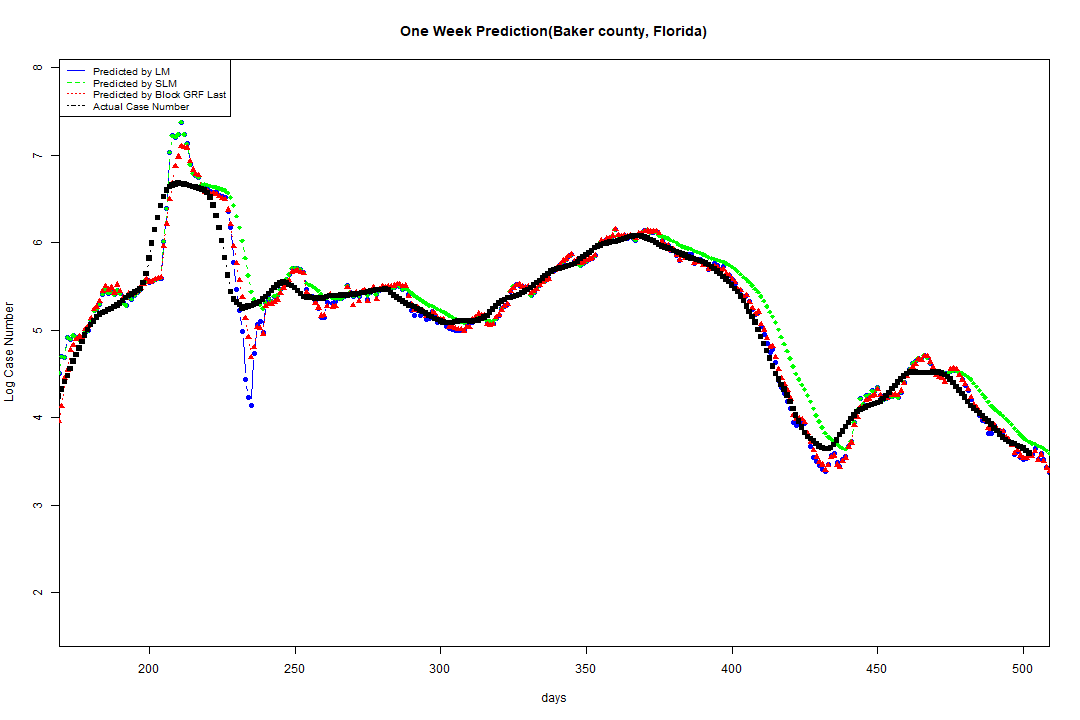 One Week Prediction(Baker county, Florida)
Predicted by LM
Predicted by SLM
Predicted by Block GRF Last
Actual Case Number
8
7
6
5
4
3
2
Log Case Number
200 250 300 350 400 450 500
days